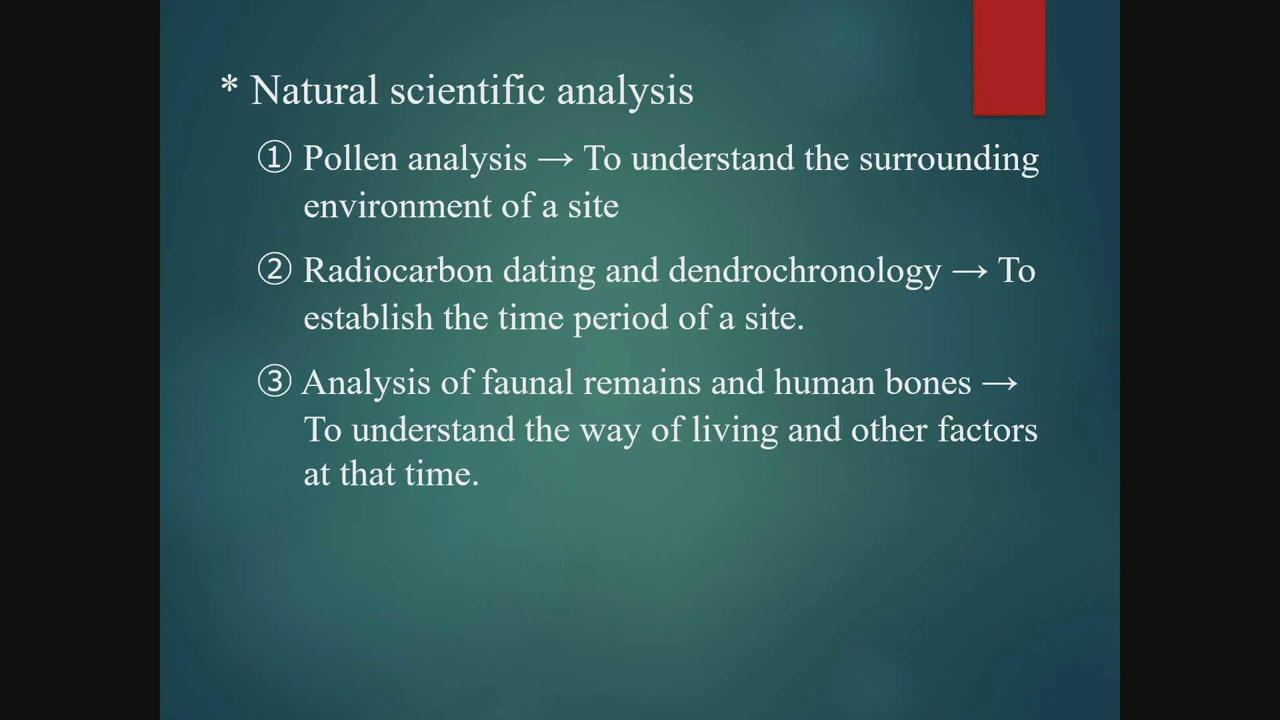 * Natural scientific analysis
① Pollen analysis → To understand the surrounding
environment of a site
② Radiocarbon dating and dendrochronology → To
establish the time period of a site.
③ Analysis of faunal remains and human bones →
To understand the way of living and other factors
at that time.